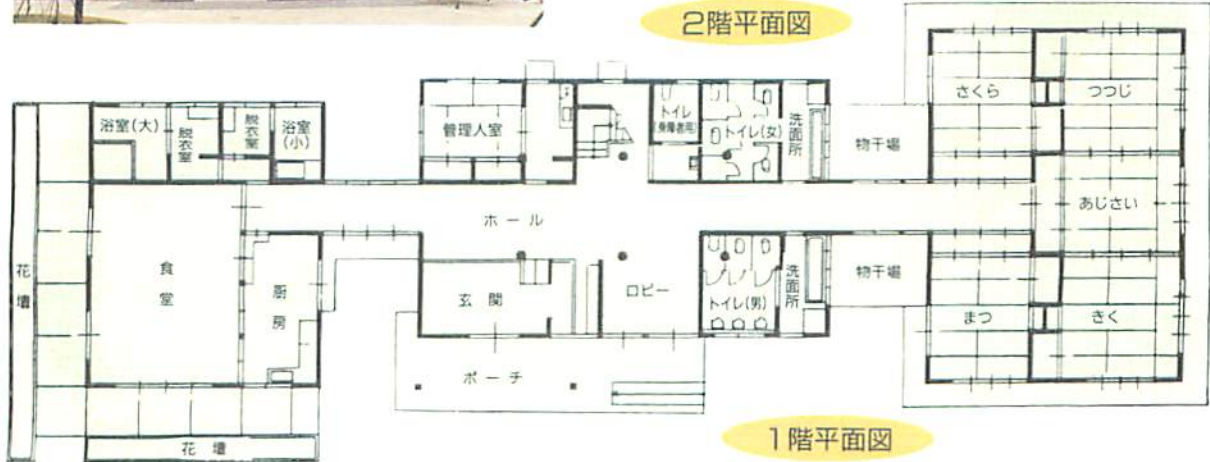 2階平面図
さくら
つつじ
浴室(大)
脱衣室
脱衣室
浴室(小)
管理人室
トイレ
(身障者用)
トイレ(女)
洗面所
物干場
ホール
あじさい
花壇
食堂
厨房
玄関
ロビー
トイレ(男)
洗面所
物干場
まつ
きく
ポーチ
花壇
1階平面図